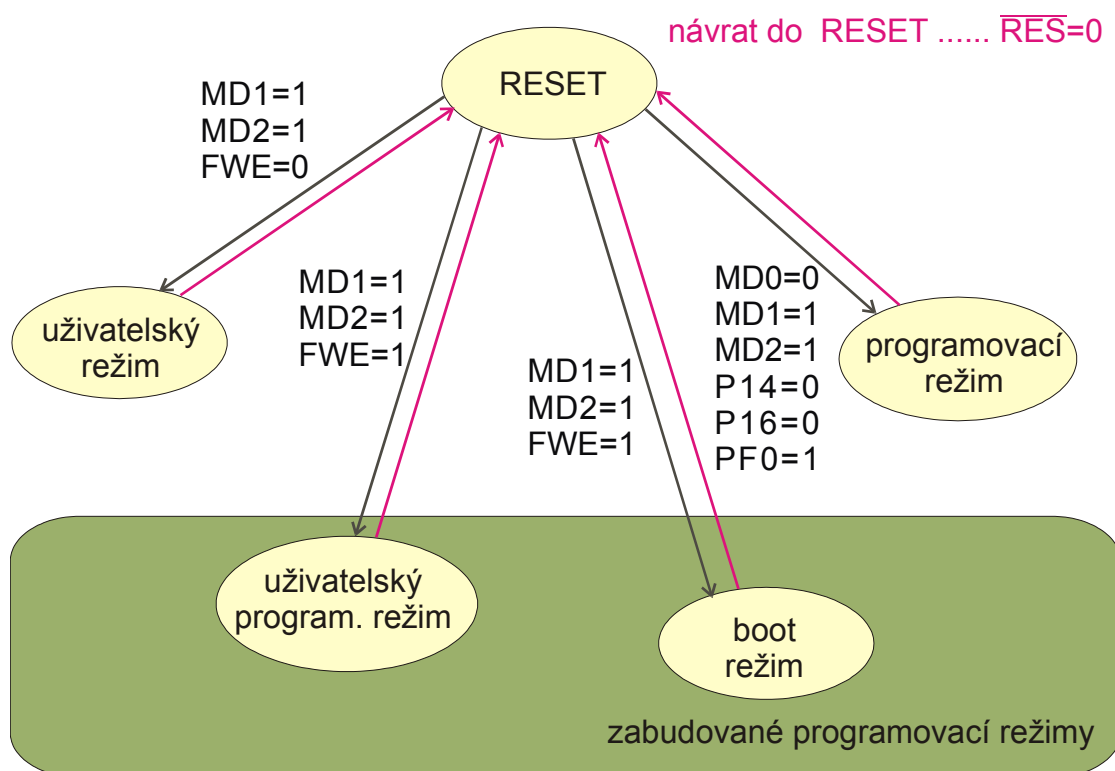 návrat do RESET ...... R̅E̅S̅=0
RESET
MD1=1
MD2=1
FWE=0
MD1=1
MD2=1
FWE=1
MD1=1
MD2=1
FWE=1
MD0=0
MD1=1
MD2=1
P14=0
P16=0
PF0=1
uživatelský
režim
programovací
režim
uživatelský
program. režim
boot
režim
zabudované programovací režimy